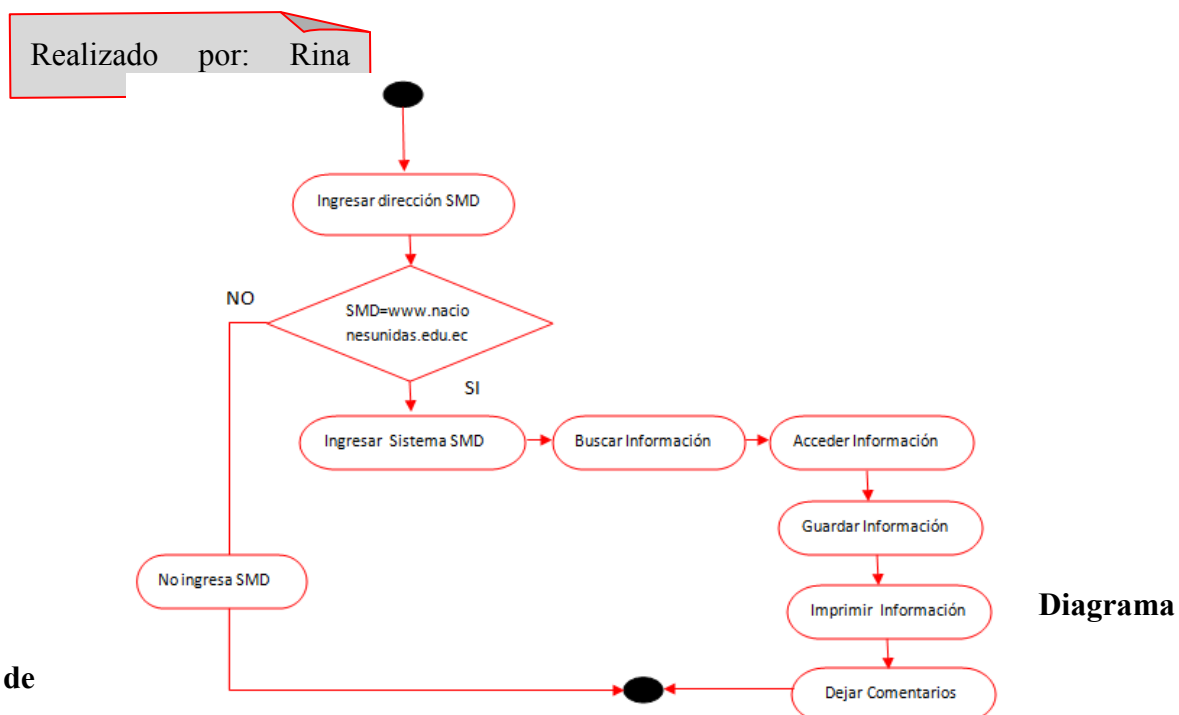 Realizado por: Rina
Ingresar dirección SMD
NO
SMD=www.nacio
nesunidas.edu.ec
SI
Ingresar Sistema SMD
Buscar Información
Acceder Información
Guardar Información
No ingresa SMD
Imprimir Información
Diagrama
de
Dejar Comentarios